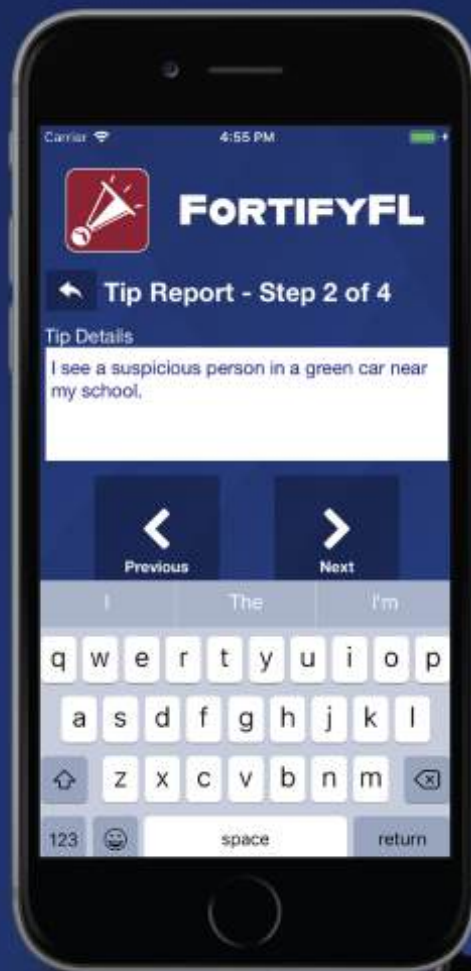 Carrier 4:55 PM
FORTIFYFL
Tip Report - Step 2 of 4
Tip Details
I see a suspicious person in a green car near
my school.
Previous Next
I The I'm
q w e r t y u i o p
a s d f g h j k l
z x c v b n m
123 space return